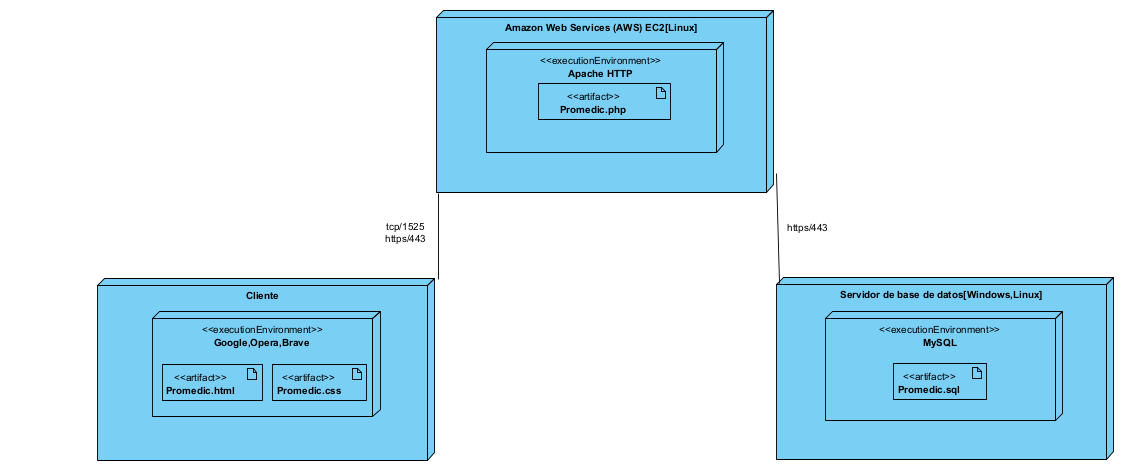 Amazon Web Services (AWS) EC2[Linux]
<<executionEnvironment>>
Apache HTTP
<<artifact>>
Promedic.php
tcp/1525
https/443
https/443
Cliente
<<executionEnvironment>>
Google,Opera,Brave
<<artifact>>
Promedic.html
<<artifact>>
Promedic.css
Servidor de base de datos[Windows,Linux]
<<executionEnvironment>>
MySQL
<<artifact>>
Promedic.sql